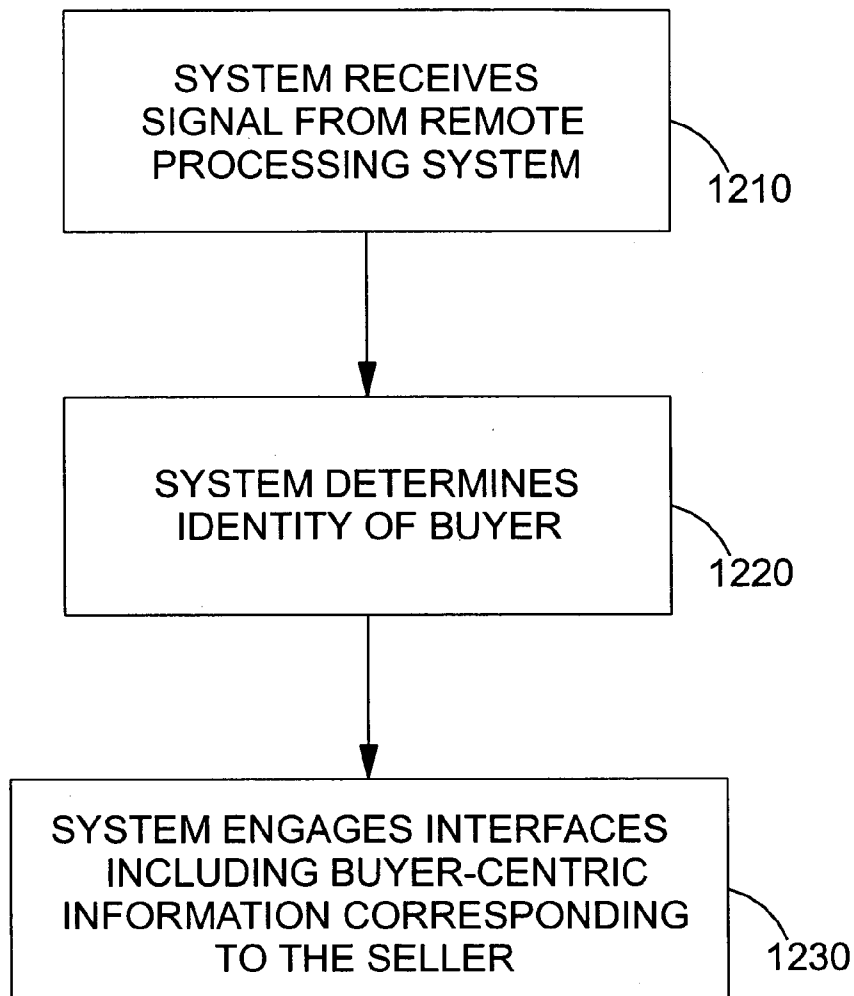 SYSTEM RECEIVES
SIGNAL FROM REMOTE
PROCESSING SYSTEM
1210
SYSTEM DETERMINES
IDENTITY OF BUYER
1220
SYSTEM ENGAGES INTERFACES
INCLUDING BUYER-CENTRIC
INFORMATION CORRESPONDING
TO THE SELLER
1230